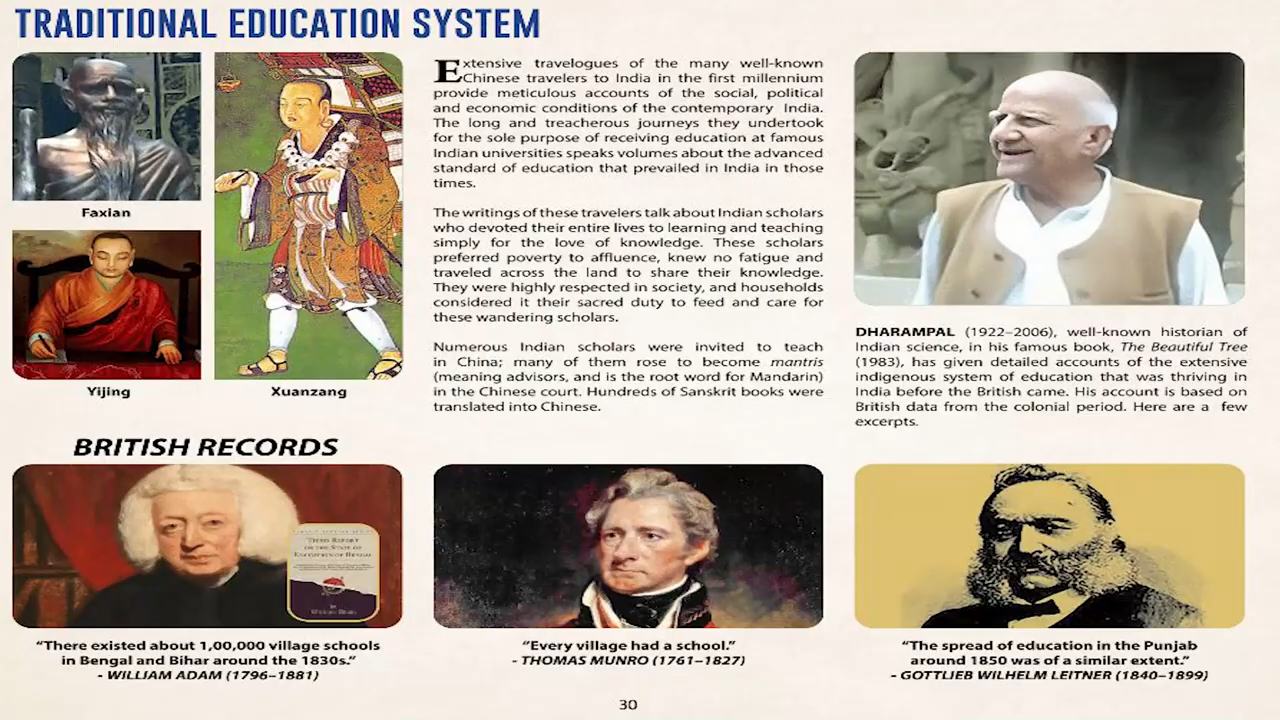 TRADITIONAL EDUCATION SYSTEM
Faxian
Yijing
Xuanzang
Extensive travelogues of the many well-known
Chinese travelers to India in the first millennium
provide meticulous accounts of the social, political
and economic conditions of the contemporary India.
The long and treacherous journeys they undertook
for the sole purpose of receiving education at famous
Indian universities speaks volumes about the advanced
standard of education that prevailed in India in those
times.
The writings of these travelers talk about Indian scholars
who devoted their entire lives to learning and teaching
simply for the love of knowledge. These scholars
preferred poverty to affluence, knew no fatigue and
traveled across the land to share their knowledge.
They were highly respected in society, and households
considered it their sacred duty to feed and care for
these wandering scholars.
Numerous Indian scholars were invited to teach
in China; many of them rose to become mantris
(meaning advisors, and is the root word for Mandarin)
in the Chinese court. Hundreds of Sanskrit books were
translated into Chinese.
DHARAMPAL (1922–2006), well-known historian of
Indian science, in his famous book, The Beautiful Tree
(1983), has given detailed accounts of the extensive
indigenous system of education that was thriving in
India before the British came. His account is based on
British data from the colonial period. Here are a few
excerpts.
BRITISH RECORDS
THIRD REPORT
ON THE STATE OF
EDUCATION OF BENGAL
by
William Adam
“There existed about 1,00,000 village schools
in Bengal and Bihar around the 1830s.”
- WILLIAM ADAM (1796–1881)
“Every village had a school.”
- THOMAS MUNRO (1761–1827)
“The spread of education in the Punjab
around 1850 was of a similar extent.”
- GOTTLIEB WILHELM LEITNER (1840–1899)
30